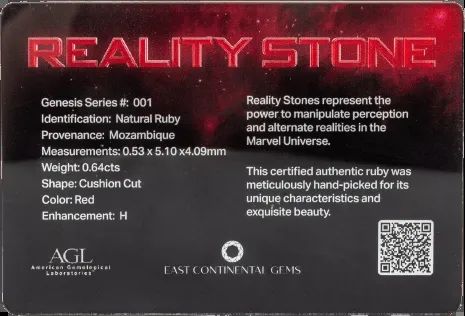 REALITY STONE
Genesis Series #: 001
Identification: Natural Ruby
Provenance: Mozambique
Measurements: 0.53 x 5.10 x4.09mm
Weight: 0.64cts
Shape: Cushion Cut
Color: Red
Enhancement: H
Reality Stones represent the
power to manipulate perception
and alternate realities in the
Marvel Universe.
This certified authentic ruby was
meticulously hand-picked for its
unique characteristics and
exquisite beauty.
AGL
American Gemological
Laboratories
EAST CONTINENTAL GEMS